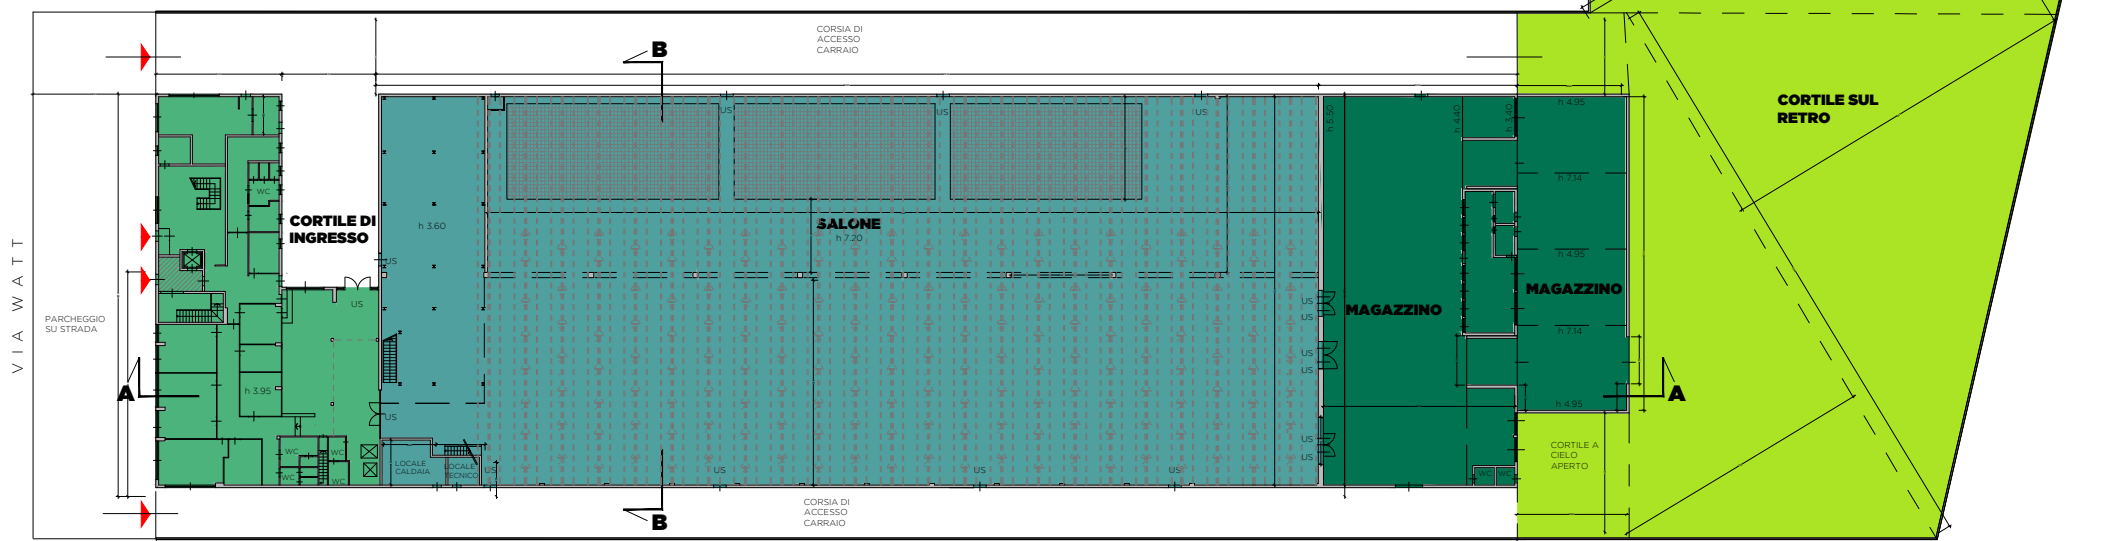 VIA WATT
PARCHEGGIO
SU STRADA
CORSIA DI
ACCESSO
CARRAIO
B
CORTILE SUL
RETRO
CORTILE DI
INGRESSO
WC
US
h 3.60
US
US
US
US
SALONE
h 7.20
h 5.50
h 4.40
h 3.40
h 4.95
h 7.14
h 4.95
MAGAZZINO
MAGAZZINO
h 7.14
h 4.95
US
US
US
US
US
US
A
h 3.95
US
A
WC
WC
WC
WC
LOCALE
CALDAIA
LOCALE
TECNICO
US
US
US
US
WC
WC
CORTILE A
CIELO
APERTO
CORSIA DI
ACCESSO
CARRAIO
B